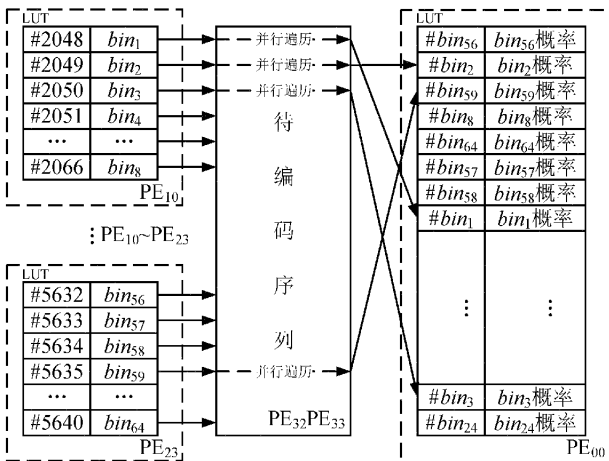 LUT
#2048 bin₁
#2049 bin₂
#2050 bin₃
#2051 bin₄
... ...
#2066 bin₈
PE₁₀
⋮PE₁₀~PE₂₃
LUT
#5632 bin₅₆
#5633 bin₅₇
#5634 bin₅₈
#5635 bin₅₉
... ...
#5640 bin₆₄
PE₂₃
并行遍历
并行遍历
并行遍历
待
编
码
序
列
并行遍历
PE₃₂PE₃₃
LUT
#bin₅₆ bin₅₆概率
#bin₂ bin₂概率
#bin₅₉ bin₅₉概率
#bin₈ bin₈概率
#bin₆₄ bin₆₄概率
#bin₅₇ bin₅₇概率
#bin₅₈ bin₅₈概率
#bin₁ bin₁概率
⋮ ⋮
#bin₃ bin₃概率
#bin₂₄ bin₂₄概率
PE₀₀